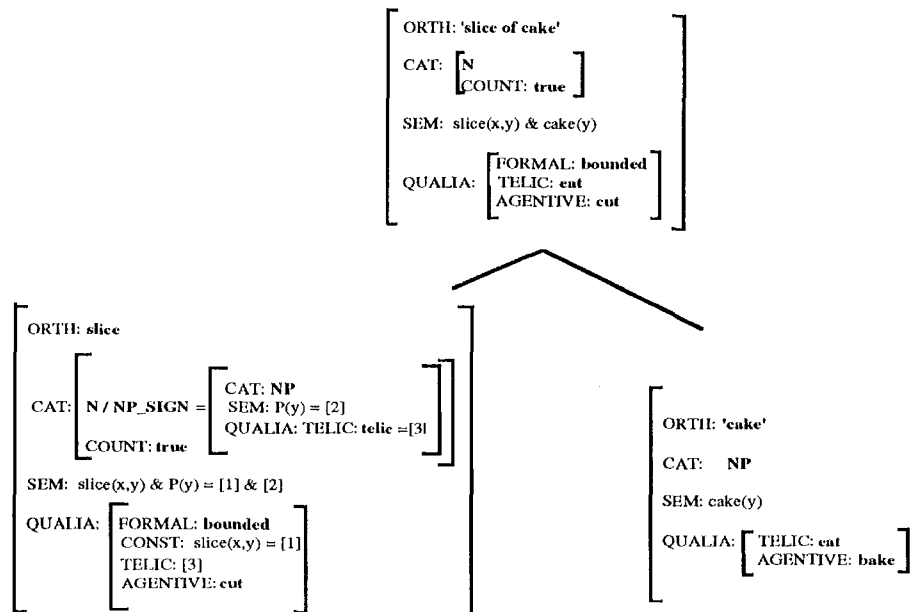 ORTH: 'slice of cake'
CAT: N
COUNT: true
SEM: slice(x,y) & cake(y)
QUALIA: FORMAL: bounded
TELIC: eat
AGENTIVE: cut
ORTH: slice
CAT: N / NP_SIGN = CAT: NP
SEM: P(y) = [2]
QUALIA: TELIC: telic =[3]
COUNT: true
SEM: slice(x,y) & P(y) = [1] & [2]
QUALIA: FORMAL: bounded
CONST: slice(x,y) = [1]
TELIC: [3]
AGENTIVE: cut
ORTH: 'cake'
CAT: NP
SEM: cake(y)
QUALIA: TELIC: eat
AGENTIVE: bake